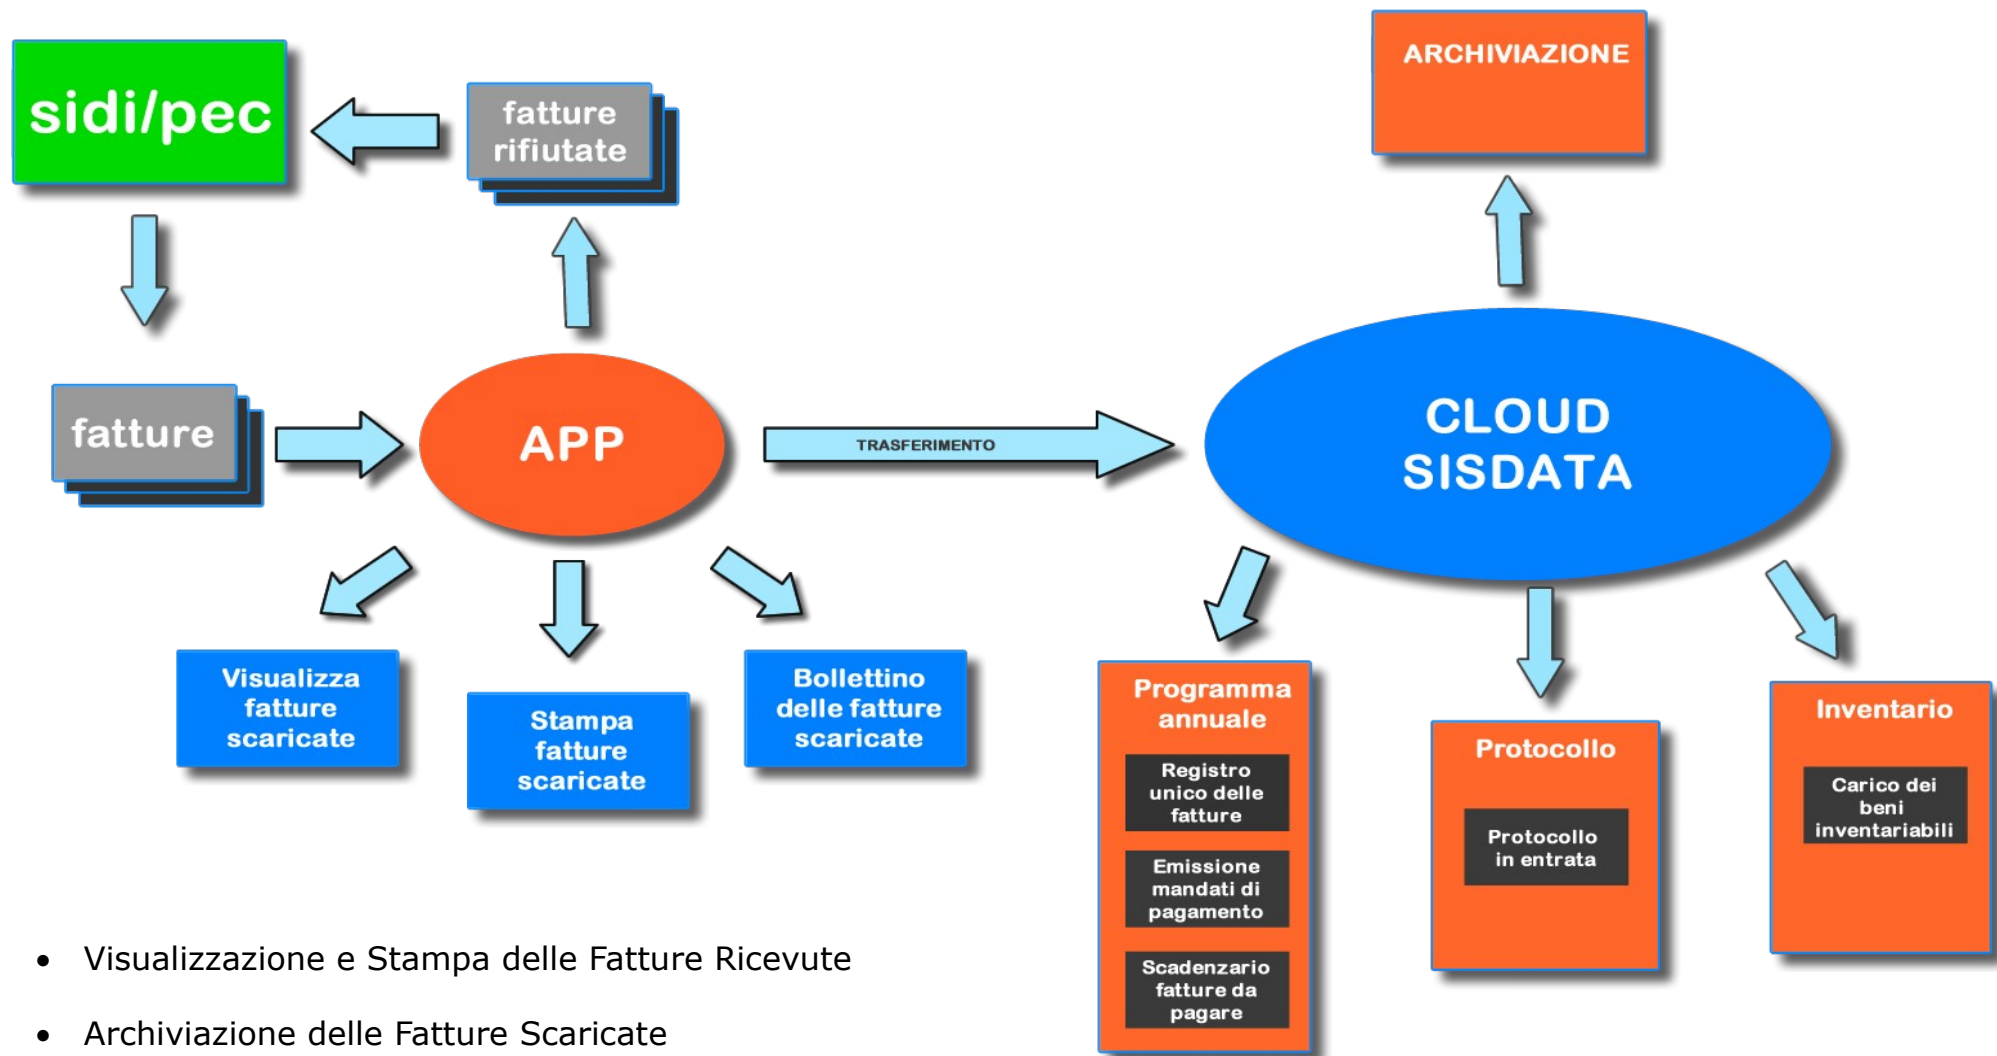 sidi/pec
fatture
rifiutate
ARCHIVIAZIONE
fatture
APP
TRASFERIMENTO
CLOUD
SISDATA
Visualizza
fatture
scaricate
Stampa
fatture
scaricate
Bollettino
delle fatture
scaricate
Programma
annuale
Registro
unico delle
fatture
Emissione
mandati di
pagamento
Scadenzario
fatture da
pagare
Protocollo
Protocollo
in entrata
Inventario
Carico dei
beni
inventariabili
• Visualizzazione e Stampa delle Fatture Ricevute
• Archiviazione delle Fatture Scaricate